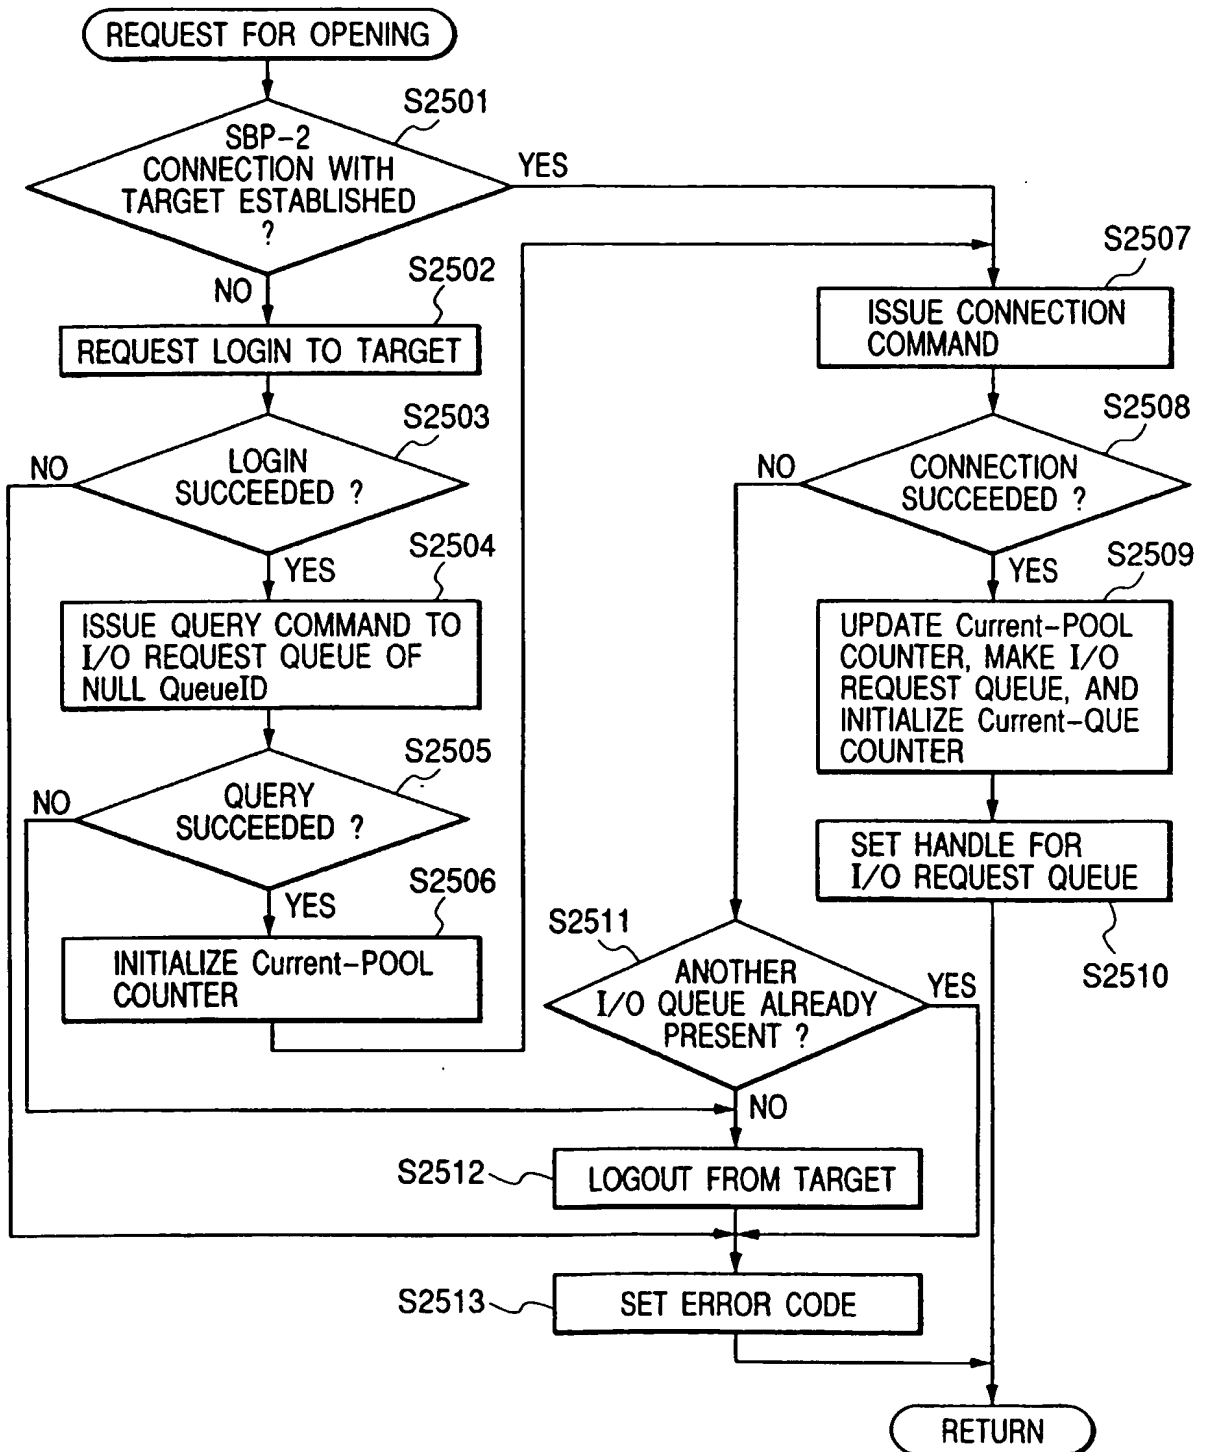 REQUEST FOR OPENING
S2501
SBP-2
CONNECTION WITH
TARGET ESTABLISHED
?
YES
NO
S2502
REQUEST LOGIN TO TARGET
S2503
LOGIN
SUCCEEDED ?
NO
YES
S2504
ISSUE QUERY COMMAND TO
I/O REQUEST QUEUE OF
NULL QueueID
S2505
QUERY
SUCCEEDED ?
NO
YES
S2506
INITIALIZE Current-POOL
COUNTER
S2507
ISSUE CONNECTION
COMMAND
S2508
CONNECTION
SUCCEEDED ?
NO
YES
S2509
UPDATE Current-POOL
COUNTER, MAKE I/O
REQUEST QUEUE, AND
INITIALIZE Current-QUE
COUNTER
SET HANDLE FOR
I/O REQUEST QUEUE
S2510
S2511
ANOTHER
I/O QUEUE ALREADY
PRESENT ?
YES
NO
S2512
LOGOUT FROM TARGET
S2513
SET ERROR CODE
RETURN